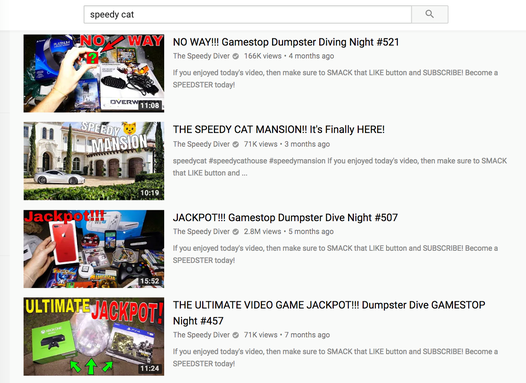 speedy cat
NO WAY
?
OVERW
11:08
NO WAY!!! Gamestop Dumpster Diving Night #521
The Speedy Diver
166K views • 4 months ago
If you enjoyed today's video, then make sure to SMACK that LIKE button and SUBSCRIBE! Become a
SPEEDSTER today!
SPEEDY
MANSION
10:19
THE SPEEDY CAT MANSION!! It's Finally HERE!
The Speedy Diver
71K views • 3 months ago
speedycat #speedycathouse #speedymansion If you enjoyed today's video, then make sure to SMACK
that LIKE button and ...
Jackpot!!!
15:52
JACKPOT!!! Gamestop Dumpster Dive Night #507
The Speedy Diver
2.8M views • 5 months ago
If you enjoyed today's video, then make sure to SMACK that LIKE button and SUBSCRIBE! Become a
SPEEDSTER today!
ULTIMATE JACKPOT!
11:24
THE ULTIMATE VIDEO GAME JACKPOT!!! Dumpster Dive GAMESTOP
Night #457
The Speedy Diver
71K views • 7 months ago
If you enjoyed today's video, then make sure to SMACK that LIKE button and SUBSCRIBE! Become a
SPEEDSTER today!